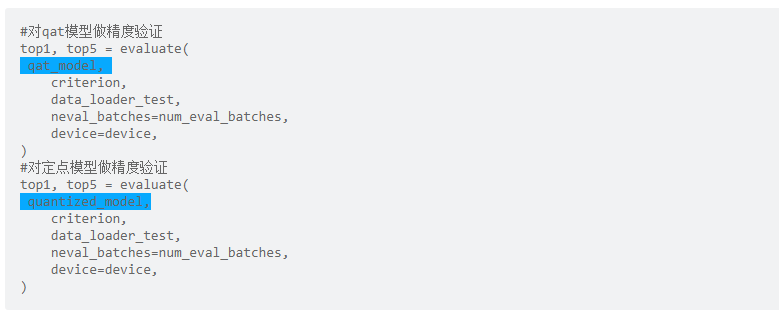 #对qat模型做精度验证
top1, top5 = evaluate(
qat_model,
criterion,
data_loader_test,
neval_batches=num_eval_batches,
device=device,
)
#对定点模型做精度验证
top1, top5 = evaluate(
quantized_model,
criterion,
data_loader_test,
neval_batches=num_eval_batches,
device=device,
)